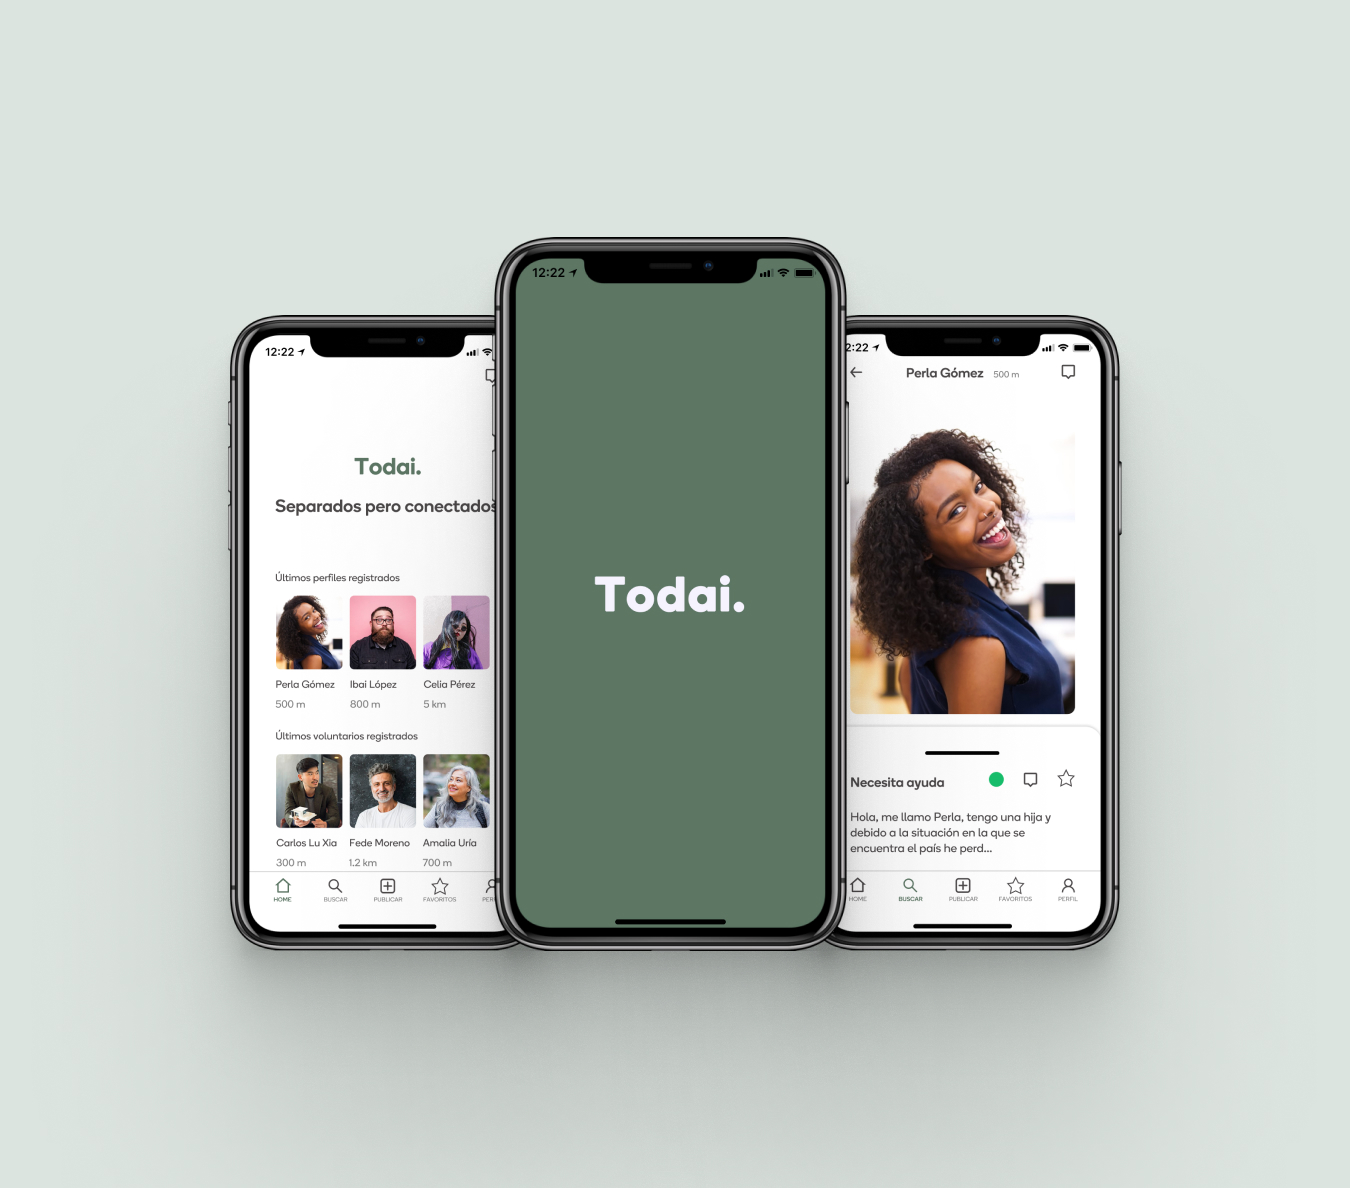 12:22
Todai.
Separados pero conectados
Últimos perfiles registrados
Perla Gómez
Ibai López
Celia Pérez
500 m
800 m
5 km
Últimos voluntarios registrados
Carlos Lu Xia
Fede Moreno
Amalia Uría
300 m
1.2 km
700 m
HOME
BUSCAR
PUBLICAR
FAVORITOS
PER
12:22
Todai.
2:22
Perla Gómez 500 m
Necesita ayuda
Hola, me llamo Perla, tengo una hija y
debido a la situación en la que se
encuentra el país he perd...
HOME
BUSCAR
PUBLICAR
FAVORITOS
PERFIL